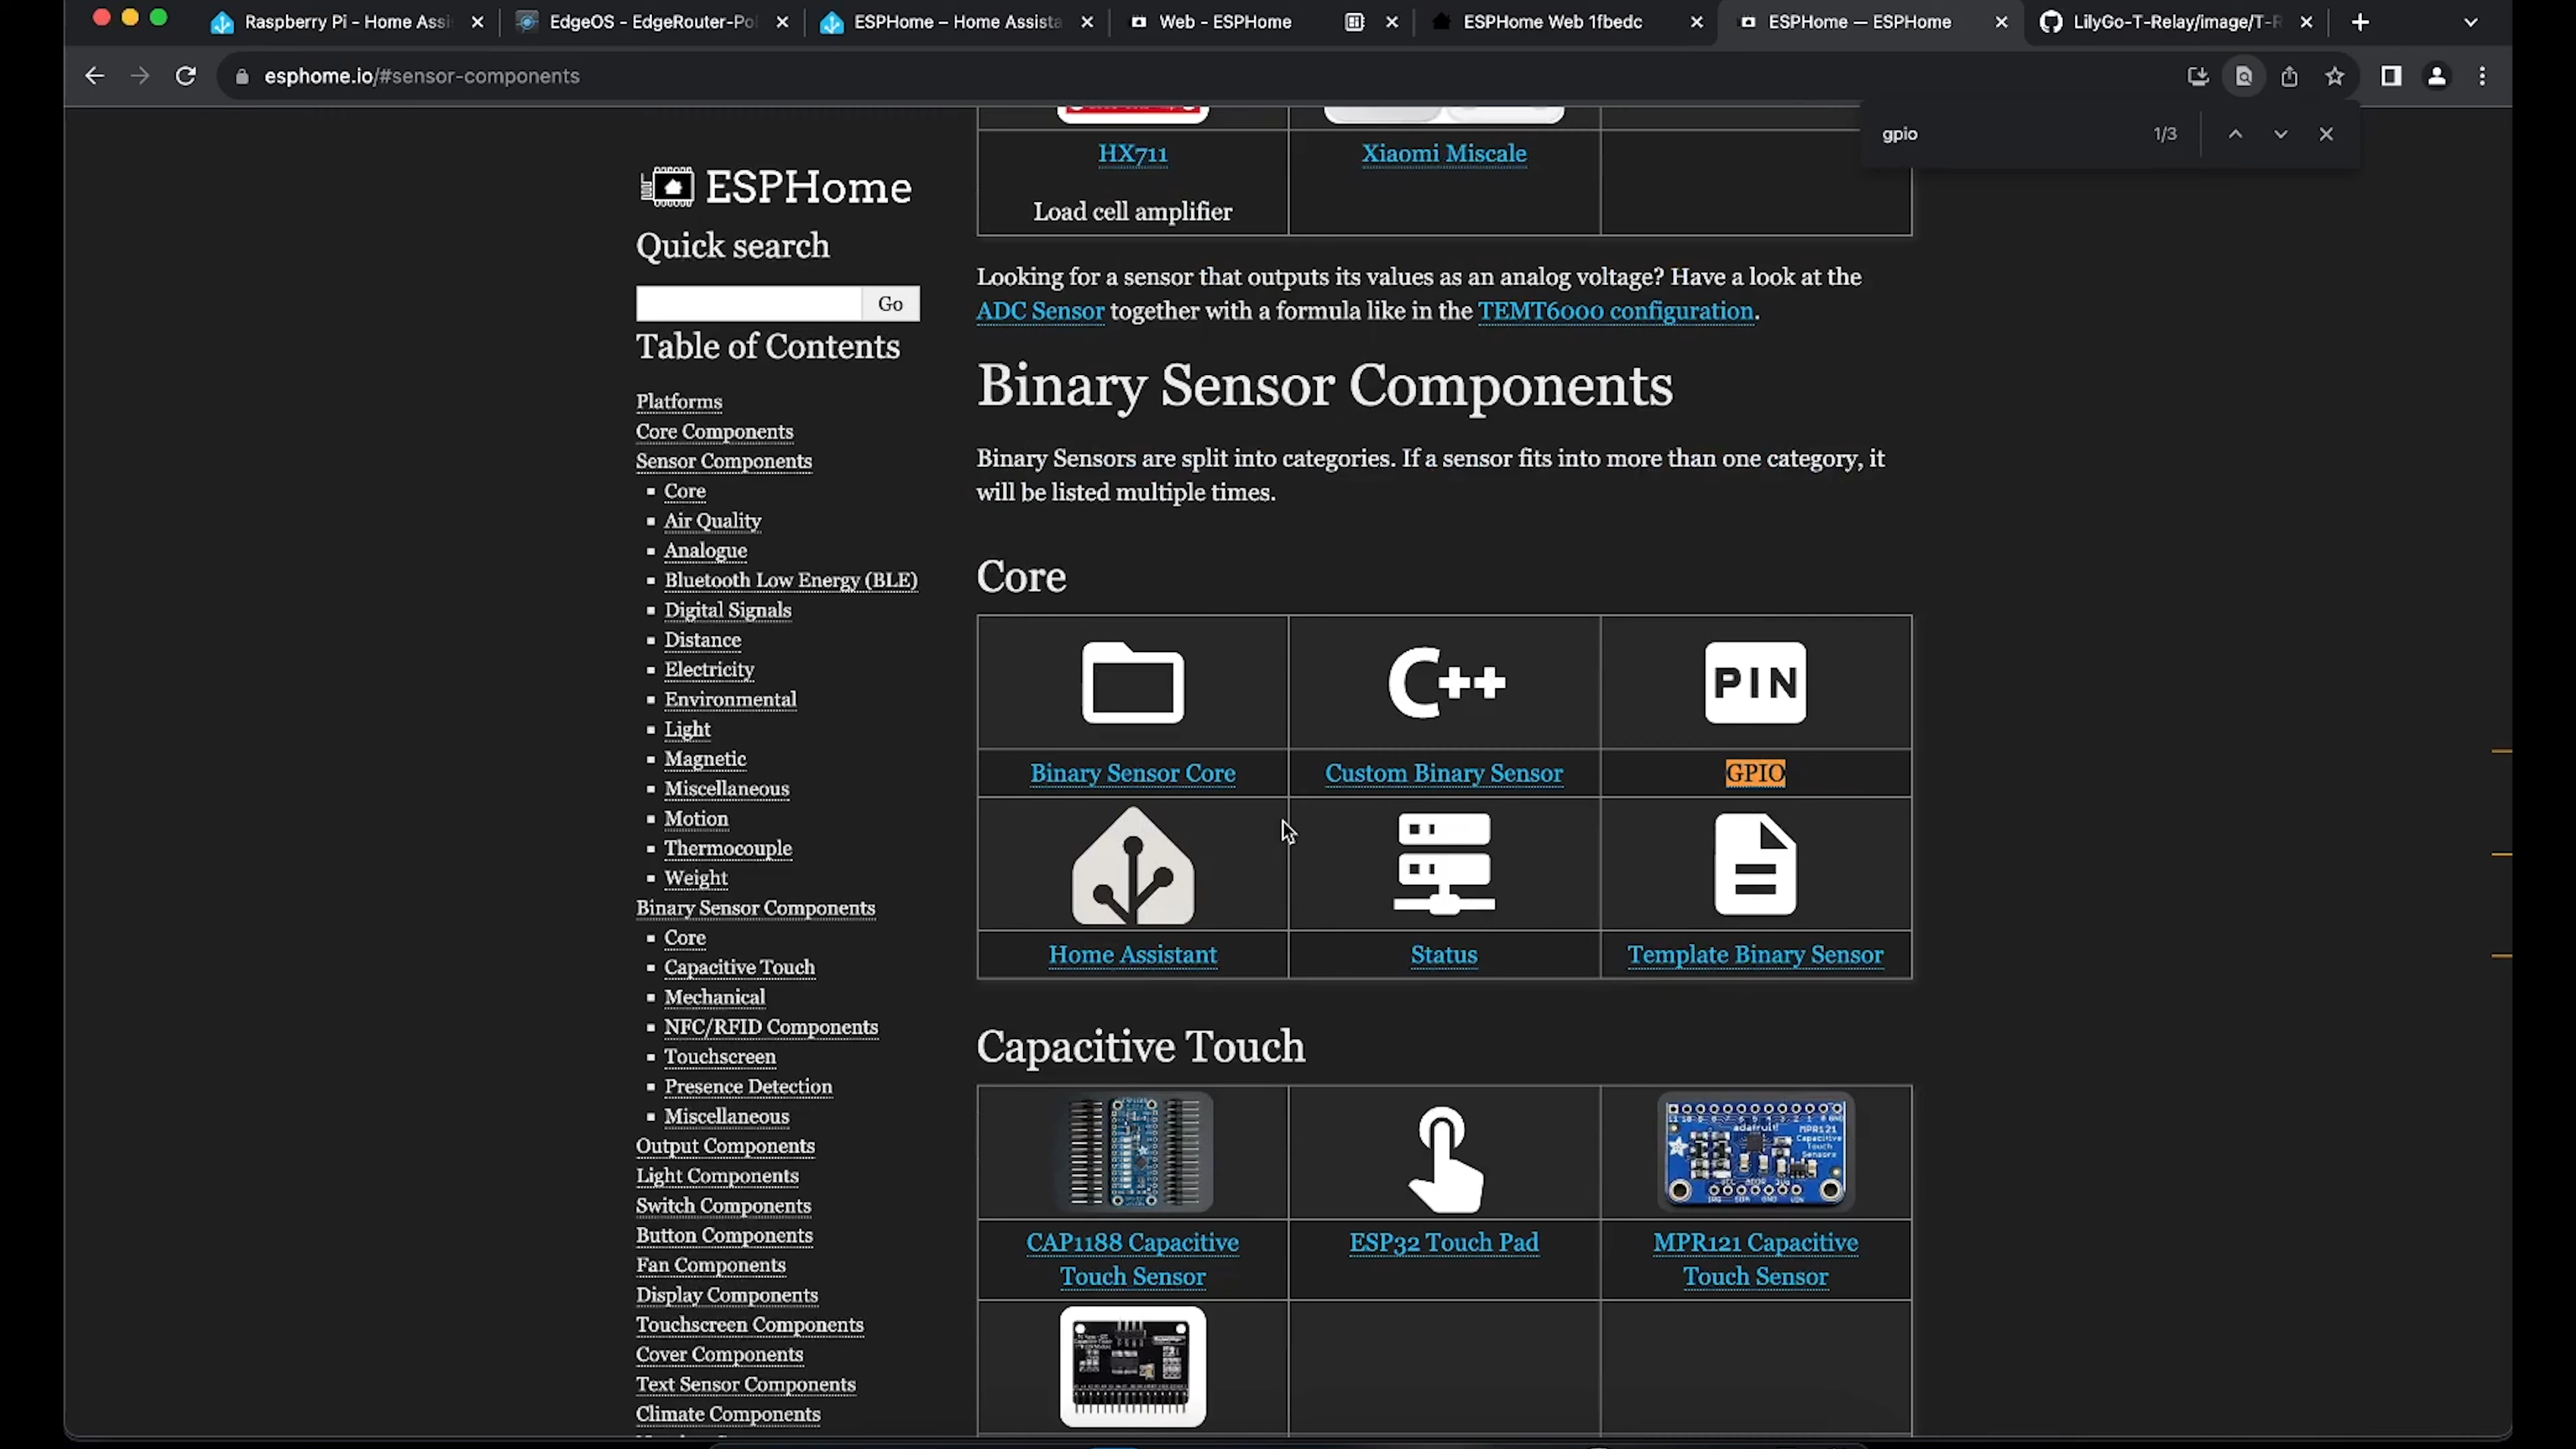 Raspberry Pi - Home Assi
EdgeOS - EdgeRouter-Po
ESPHome – Home Assista
Web - ESPHome
ESPHome Web 1fbedc
ESPHome — ESPHome
LilyGo-T-Relay/image/T-R
esphome.io/#sensor-components
gpio
1/3
ESPHome
Quick search
Go
Table of Contents
Platforms
Core Components
Sensor Components
Core
Air Quality
Analogue
Bluetooth Low Energy (BLE)
Digital Signals
Distance
Electricity
Environmental
Light
Magnetic
Miscellaneous
Motion
Thermocouple
Weight
Binary Sensor Components
Core
Capacitive Touch
Mechanical
NFC/RFID Components
Touchscreen
Presence Detection
Miscellaneous
Output Components
Light Components
Switch Components
Button Components
Fan Components
Display Components
Touchscreen Components
Cover Components
Text Sensor Components
Climate Components
HX711
Xiaomi Miscale
Load cell amplifier
Looking for a sensor that outputs its values as an analog voltage? Have a look at the
ADC Sensor together with a formula like in the TEMT6000 configuration.
Binary Sensor Components
Binary Sensors are split into categories. If a sensor fits into more than one category, it
will be listed multiple times.
Core
C++
PIN
Binary Sensor Core
Custom Binary Sensor
GPIO
Home Assistant
Status
Template Binary Sensor
Capacitive Touch
adafruit!
MPR121
Capacitive
Touch
Sensors
CAP1188 Capacitive
Touch Sensor
ESP32 Touch Pad
MPR121 Capacitive
Touch Sensor